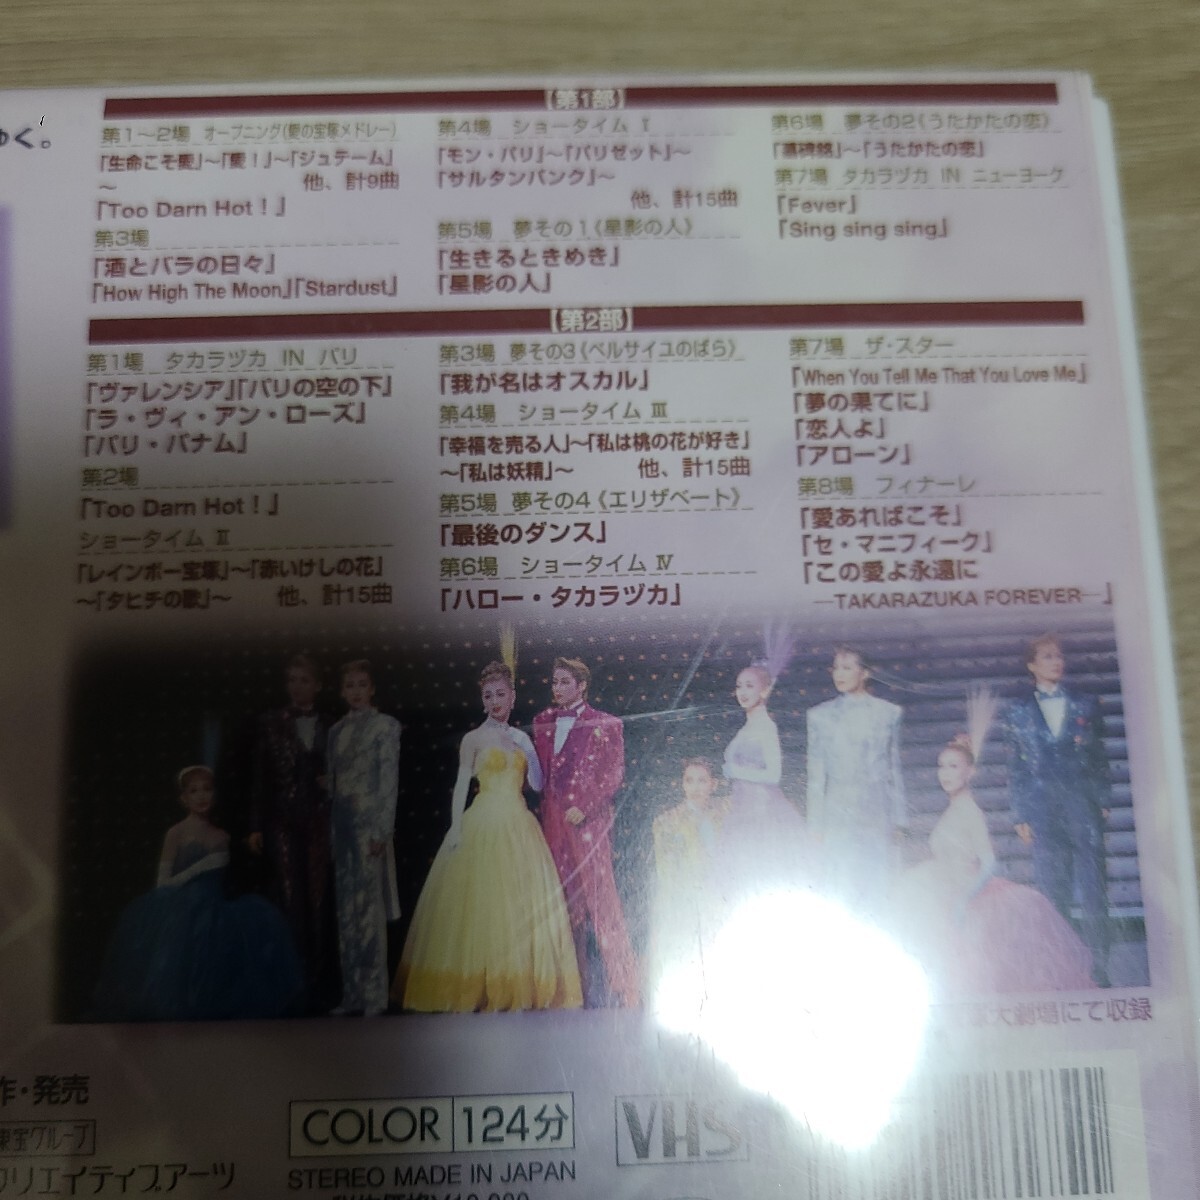 ゅく。
【第1部】
第1〜2場　オープニング(愛の宝塚メドレー)
「生命こそ愛」〜「愛！」〜「ジュテーム」
〜　他、計9曲
「Too Darn Hot！」
第3場
「酒とバラの日々」
「How High The Moon」「Stardust」
第4場　ショータイム Ⅰ
「モン・パリ」〜「パリゼット」〜
「サルタンバンク」〜
他、計15曲
第5場　夢その1《星影の人》
「生きるときめき」
「星影の人」
第6場　夢その2《うたかたの恋》
「墓碑銘」〜「うたかたの恋」
第7場　タカラヅカ IN ニューヨーク
「Fever」
「Sing sing sing」
【第2部】
第1場　タカラヅカ IN パリ
「ヴァレンシア」「パリの空の下」
「ラ・ヴィ・アン・ローズ」
「パリ・パナム」
第2場
「Too Darn Hot！」
ショータイム Ⅱ
「レインボー宝塚」〜「赤いけしの花」
〜「タヒチの歌」〜　他、計15曲
第3場　夢その3《ベルサイユのばら》
「我が名はオスカル」
第4場　ショータイム Ⅲ
「幸福を売る人」〜「私は桃の花が好き」
〜「私は妖精」〜　他、計15曲
第5場　夢その4《エリザベート》
「最後のダンス」
第6場　ショータイム Ⅳ
「ハロー・タカラヅカ」
第7場　ザ・スター
「When You Tell Me That You Love Me」
「夢の果てに」
「恋人よ」
「アローン」
第8場　フィナーレ
「愛あればこそ」
「セ・マニフィーク」
「この愛よ永遠に
—TAKARAZUKA FOREVER—」
大劇場にて収録
作・発売
東宝グループ
クリエイティブアーツ
COLOR 124分
VHS
STEREO MADE IN JAPAN